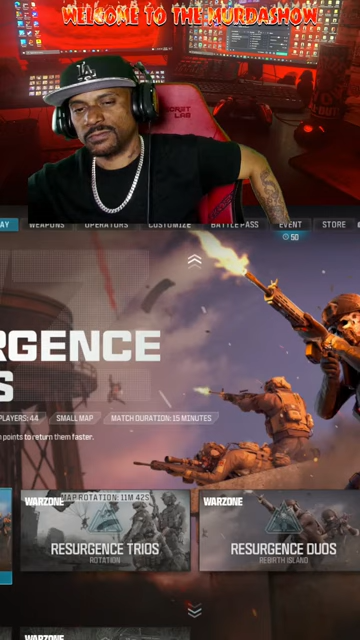 WELCOME TO THE MURDASHOW
LA
AY WEAPONS OPERATORS CUSTOMIZE BATTLE PASS EVENT STORE
50
RGENCE
S
PLAYERS: 44 SMALL MAP MATCH DURATION: 15 MINUTES
n points to return them faster.
WARZONE MAP ROTATION: 11M 42S
RESURGENCE TRIOS
ROTATION
WARZONE
RESURGENCE DUOS
REBIRTH ISLAND
WARZONE